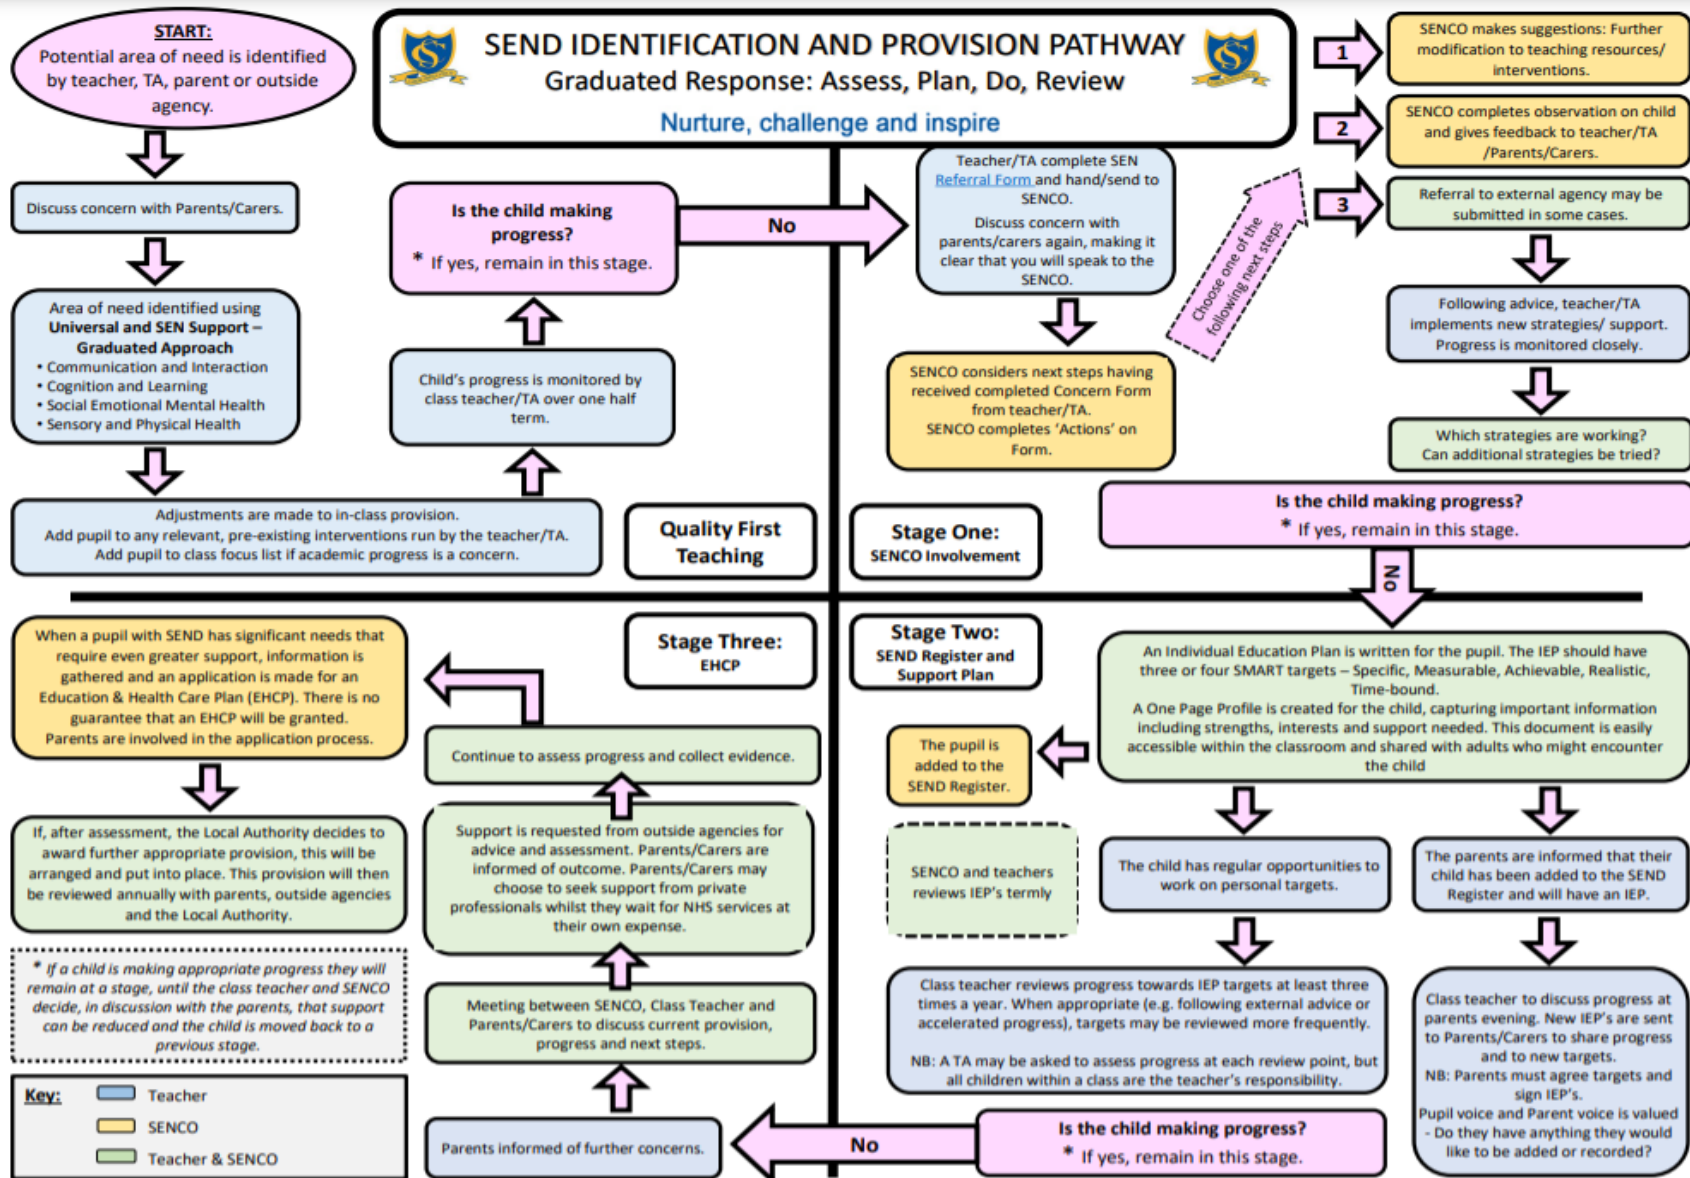 START:
Potential area of need is identified
by teacher, TA, parent or outside
agency.
Discuss concern with Parents/Carers.
Area of need identified using
Universal and SEN Support –
Graduated Approach
• Communication and Interaction
• Cognition and Learning
• Social Emotional Mental Health
• Sensory and Physical Health
Adjustments are made to in-class provision.
Add pupil to any relevant, pre-existing interventions run by the teacher/TA.
Add pupil to class focus list if academic progress is a concern.
Child's progress is monitored by
class teacher/TA over one half
term.
Is the child making
progress?
* If yes, remain in this stage.
No
Quality First
Teaching
SEND IDENTIFICATION AND PROVISION PATHWAY
Graduated Response: Assess, Plan, Do, Review
Nurture, challenge and inspire
Teacher/TA complete SEN
Referral Form and hand/send to
SENCO.
Discuss concern with
parents/carers again, making it
clear that you will speak to the
SENCO.
SENCO considers next steps having
received completed Concern Form
from teacher/TA.
SENCO completes 'Actions' on
Form.
Choose one of the
following next steps
1
SENCO makes suggestions: Further
modification to teaching resources/
interventions.
2
SENCO completes observation on child
and gives feedback to teacher/TA
/Parents/Carers.
3
Referral to external agency may be
submitted in some cases.
Following advice, teacher/TA
implements new strategies/ support.
Progress is monitored closely.
Which strategies are working?
Can additional strategies be tried?
Is the child making progress?
* If yes, remain in this stage.
No
Stage One:
SENCO Involvement
Stage Two:
SEND Register and
Support Plan
An Individual Education Plan is written for the pupil. The IEP should have
three or four SMART targets – Specific, Measurable, Achievable, Realistic,
Time-bound.
A One Page Profile is created for the child, capturing important information
including strengths, interests and support needed. This document is easily
accessible within the classroom and shared with adults who might encounter
the child
The pupil is
added to the
SEND Register.
SENCO and teachers
reviews IEP's termly
The child has regular opportunities to
work on personal targets.
The parents are informed that their
child has been added to the SEND
Register and will have an IEP.
Class teacher reviews progress towards IEP targets at least three
times a year. When appropriate (e.g. following external advice or
accelerated progress), targets may be reviewed more frequently.
NB: A TA may be asked to assess progress at each review point, but
all children within a class are the teacher's responsibility.
Class teacher to discuss progress at
parents evening. New IEP's are sent
to Parents/Carers to share progress
and to new targets.
NB: Parents must agree targets and
sign IEP's.
Pupil voice and Parent voice is valued
- Do they have anything they would
like to be added or recorded?
Is the child making progress?
* If yes, remain in this stage.
No
Stage Three:
EHCP
Parents informed of further concerns.
Meeting between SENCO, Class Teacher and
Parents/Carers to discuss current provision,
progress and next steps.
Support is requested from outside agencies for
advice and assessment. Parents/Carers are
informed of outcome. Parents/Carers may
choose to seek support from private
professionals whilst they wait for NHS services at
their own expense.
Continue to assess progress and collect evidence.
When a pupil with SEND has significant needs that
require even greater support, information is
gathered and an application is made for an
Education & Health Care Plan (EHCP). There is no
guarantee that an EHCP will be granted.
Parents are involved in the application process.
If, after assessment, the Local Authority decides to
award further appropriate provision, this will be
arranged and put into place. This provision will then
be reviewed annually with parents, outside agencies
and the Local Authority.
* If a child is making appropriate progress they will
remain at a stage, until the class teacher and SENCO
decide, in discussion with the parents, that support
can be reduced and the child is moved back to a
previous stage.
Key:
Teacher
SENCO
Teacher & SENCO